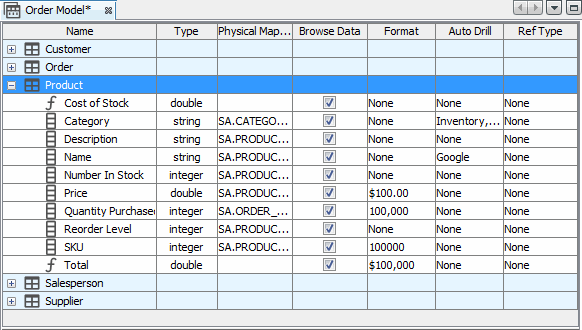 Order Model*
Name Type Physical Map... Browse Data Format Auto Drill Ref Type
Customer
Order
Product
Cost of Stock double None None None
Category string SA.CATEGO... None Inventory,... None
Description string SA.PRODUC... None None None
Name string SA.PRODUC... None Google None
Number In Stock integer SA.PRODUC... None None None
Price double SA.PRODUC... $100.00 None None
Quantity Purchased integer SA.ORDER_... 100,000 None None
Reorder Level integer SA.PRODUC... None None None
SKU integer SA.PRODUC... 100000 None None
Total double $100,000 None None
Salesperson
Supplier